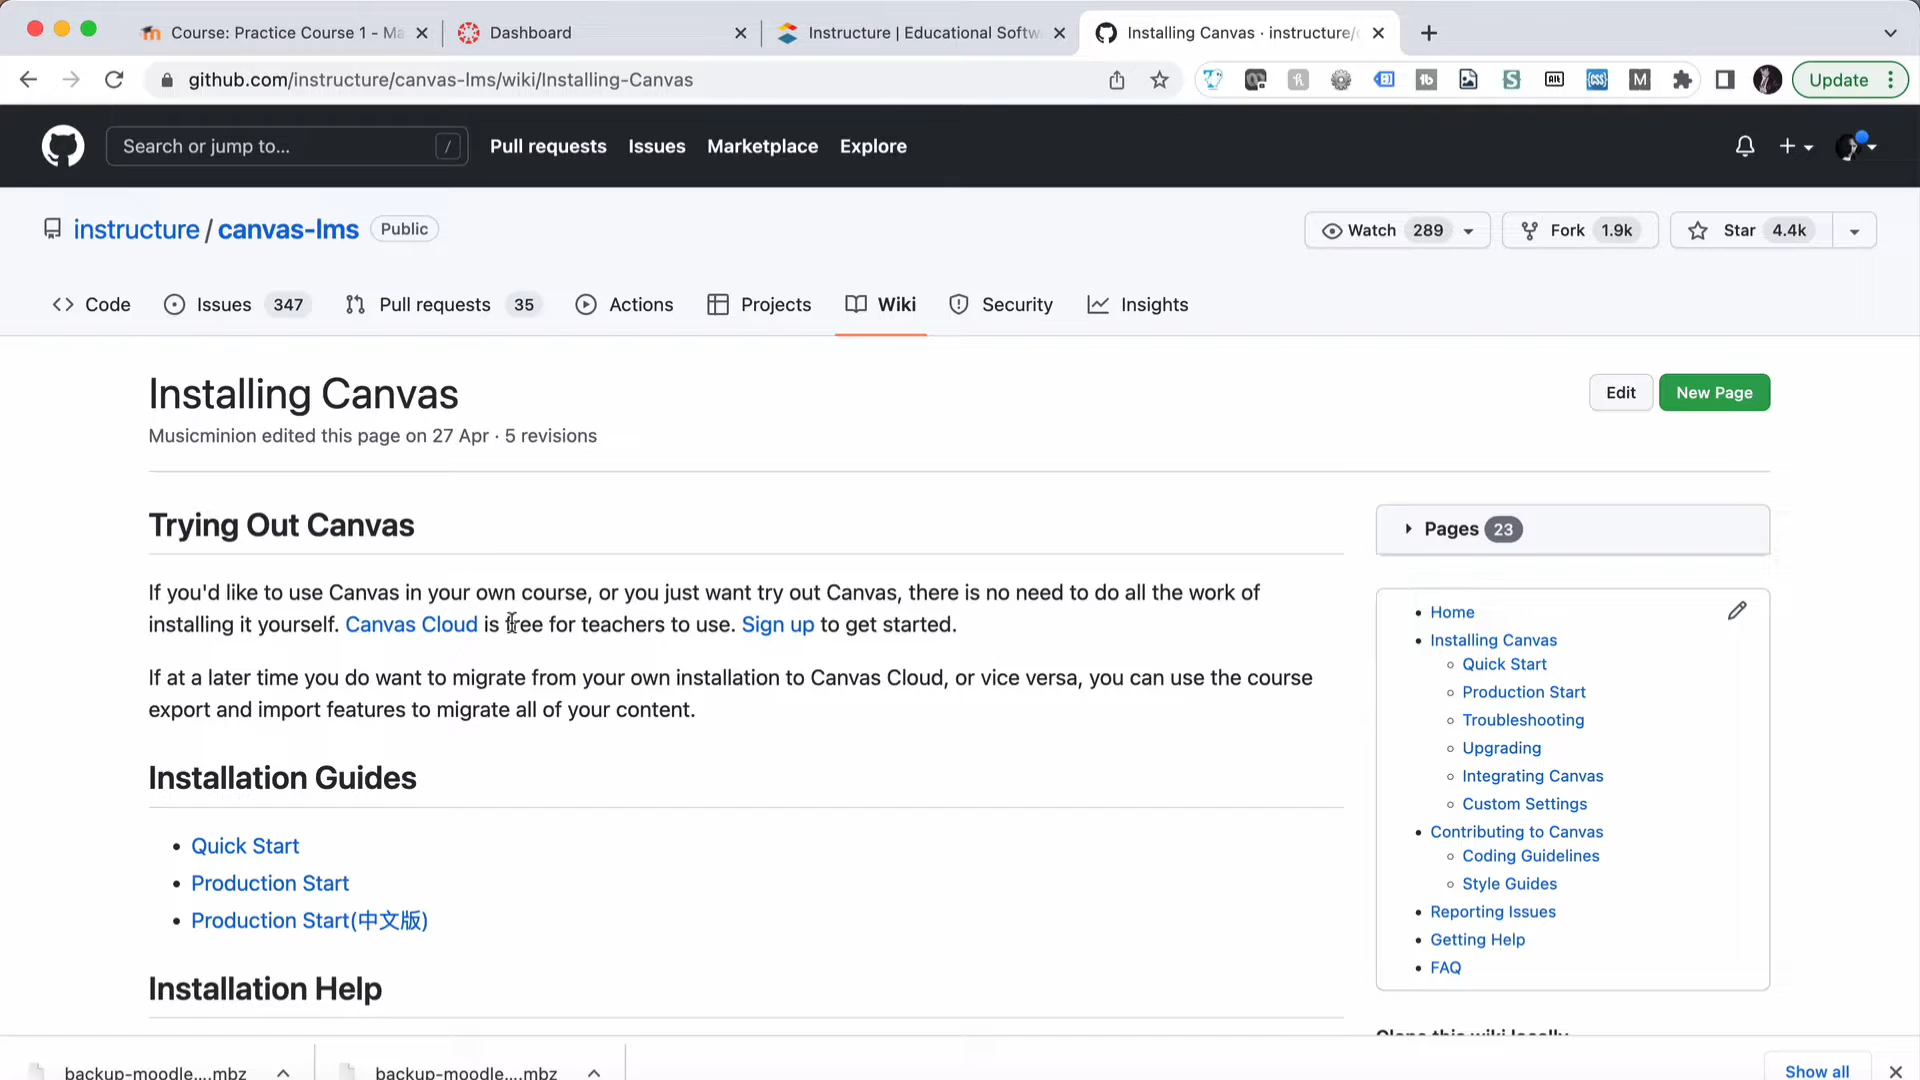 Course: Practice Course 1 - Ma
Dashboard
Instructure | Educational Softw
Installing Canvas · instructure/
github.com/instructure/canvas-lms/wiki/Installing-Canvas
Update
Search or jump to...
/
Pull requests
Issues
Marketplace
Explore
instructure / canvas-lms
Public
Watch 289
Fork 1.9k
Star 4.4k
Code
Issues 347
Pull requests 35
Actions
Projects
Wiki
Security
Insights
Installing Canvas
Edit
New Page
Musicminion edited this page on 27 Apr · 5 revisions
Trying Out Canvas
If you'd like to use Canvas in your own course, or you just want try out Canvas, there is no need to do all the work of
installing it yourself. Canvas Cloud is free for teachers to use. Sign up to get started.
If at a later time you do want to migrate from your own installation to Canvas Cloud, or vice versa, you can use the course
export and import features to migrate all of your content.
Installation Guides
Quick Start
Production Start
Production Start(中文版)
Installation Help
Pages 23
Home
Installing Canvas
Quick Start
Production Start
Troubleshooting
Upgrading
Integrating Canvas
Custom Settings
Contributing to Canvas
Coding Guidelines
Style Guides
Reporting Issues
Getting Help
FAQ
Clone this wiki locally
backup-moodle....mbz
backup-moodle....mbz
Show all